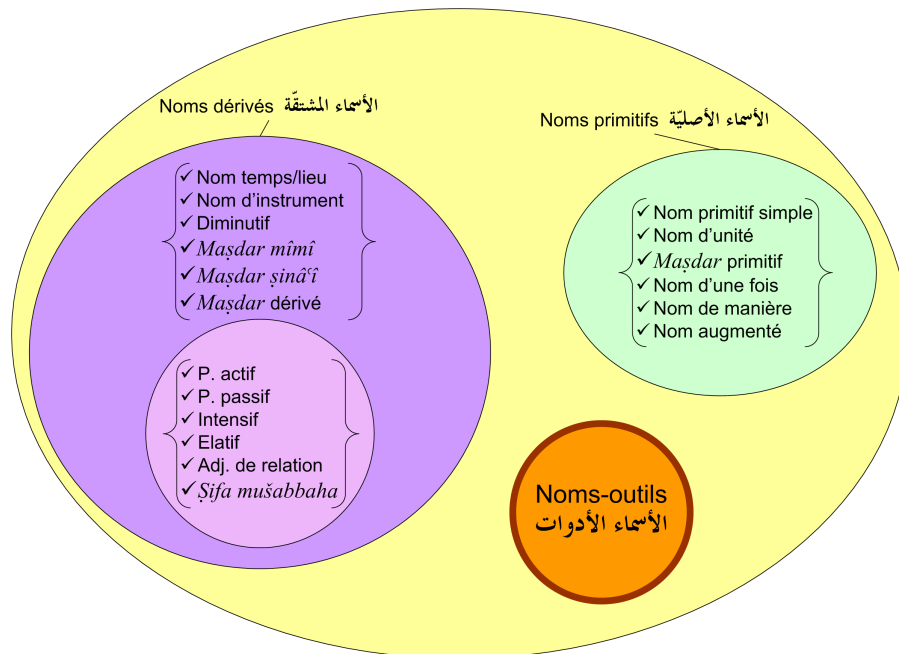 Noms dérivés الأسماء المشتقّة
Nom temps/lieu
Nom d'instrument
Diminutif
Maṣdar mîmî
Maṣdar ṣinâʿî
Maṣdar dérivé
P. actif
P. passif
Intensif
Elatif
Adj. de relation
Ṣifa mušabbaha
Noms primitifs الأسماء الأصليّة
Nom primitif simple
Nom d'unité
Maṣdar primitif
Nom d'une fois
Nom de manière
Nom augmenté
Noms-outils
الأسماء الأدوات